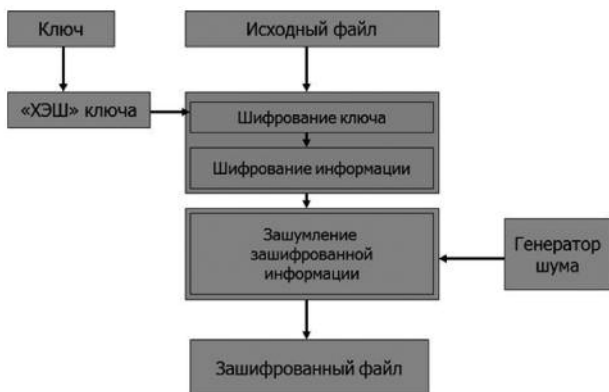 Ключ
Исходный файл
«ХЭШ» ключа
Шифрование ключа
Шифрование информации
Зашумление
зашифрованной
информации
Генератор
шума
Зашифрованный файл